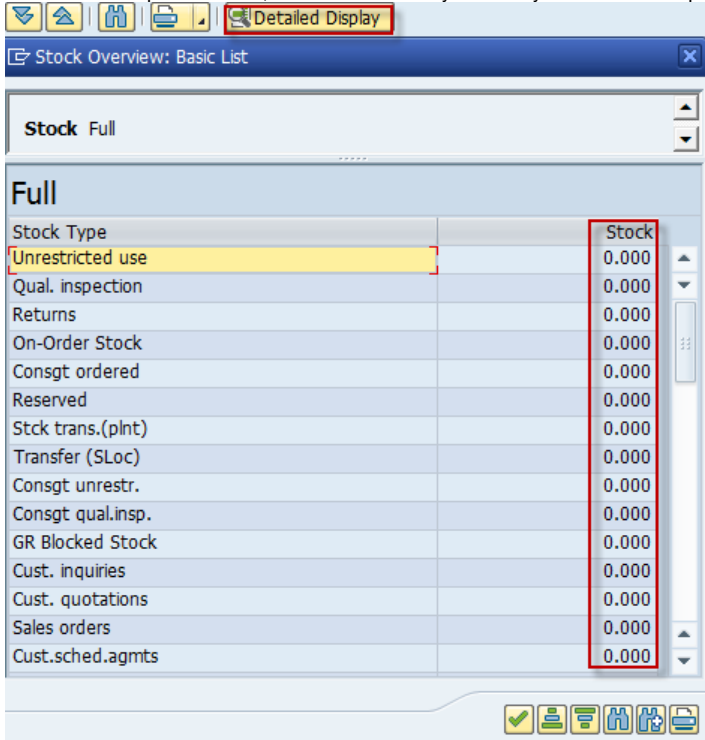 Detailed Display
Stock Overview: Basic List
Stock Full
Full
Stock Type Stock
Unrestricted use 0.000
Qual. inspection 0.000
Returns 0.000
On-Order Stock 0.000
Consgt ordered 0.000
Reserved 0.000
Stck trans.(plnt) 0.000
Transfer (SLoc) 0.000
Consgt unrestr. 0.000
Consgt qual.insp. 0.000
GR Blocked Stock 0.000
Cust. inquiries 0.000
Cust. quotations 0.000
Sales orders 0.000
Cust.sched.agmts 0.000